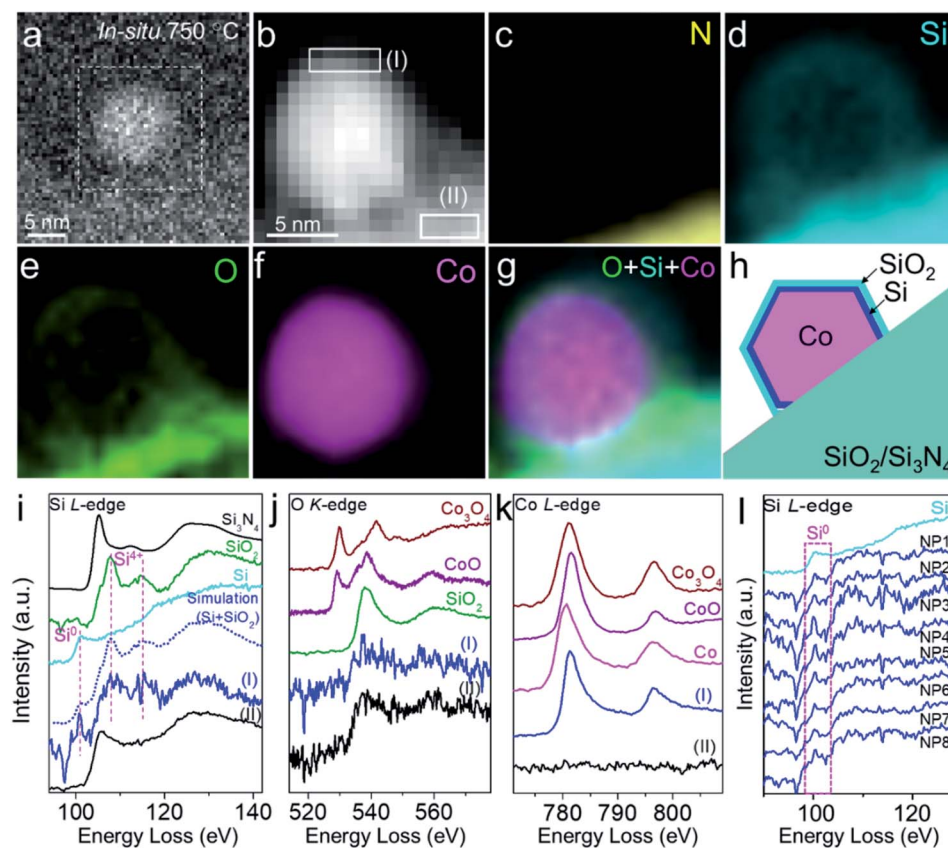 a In-situ 750 °C
5 nm
b (I)
(II)
5 nm
c N
d Si
e O
f Co
g O+Si+Co
h SiO2
Si
Co
SiO2/Si3N4
i Si L-edge
Si3N4
Si4+
SiO2
Si
Si0
Simulation
(Si+SiO2)
(I)
(II)
100 120 140
Energy Loss (eV)
Intensity (a.u.)
j O K-edge
Co3O4
CoO
SiO2
(I)
(II)
520 540 560
Energy Loss (eV)
k Co L-edge
Co3O4
CoO
Co
(I)
(II)
780 790 800
Energy Loss (eV)
l Si L-edge
Si0
Si
NP1
NP2
NP3
NP4
NP5
NP6
NP7
NP8
100 120
Energy Loss (eV)
Intensity (a.u.)